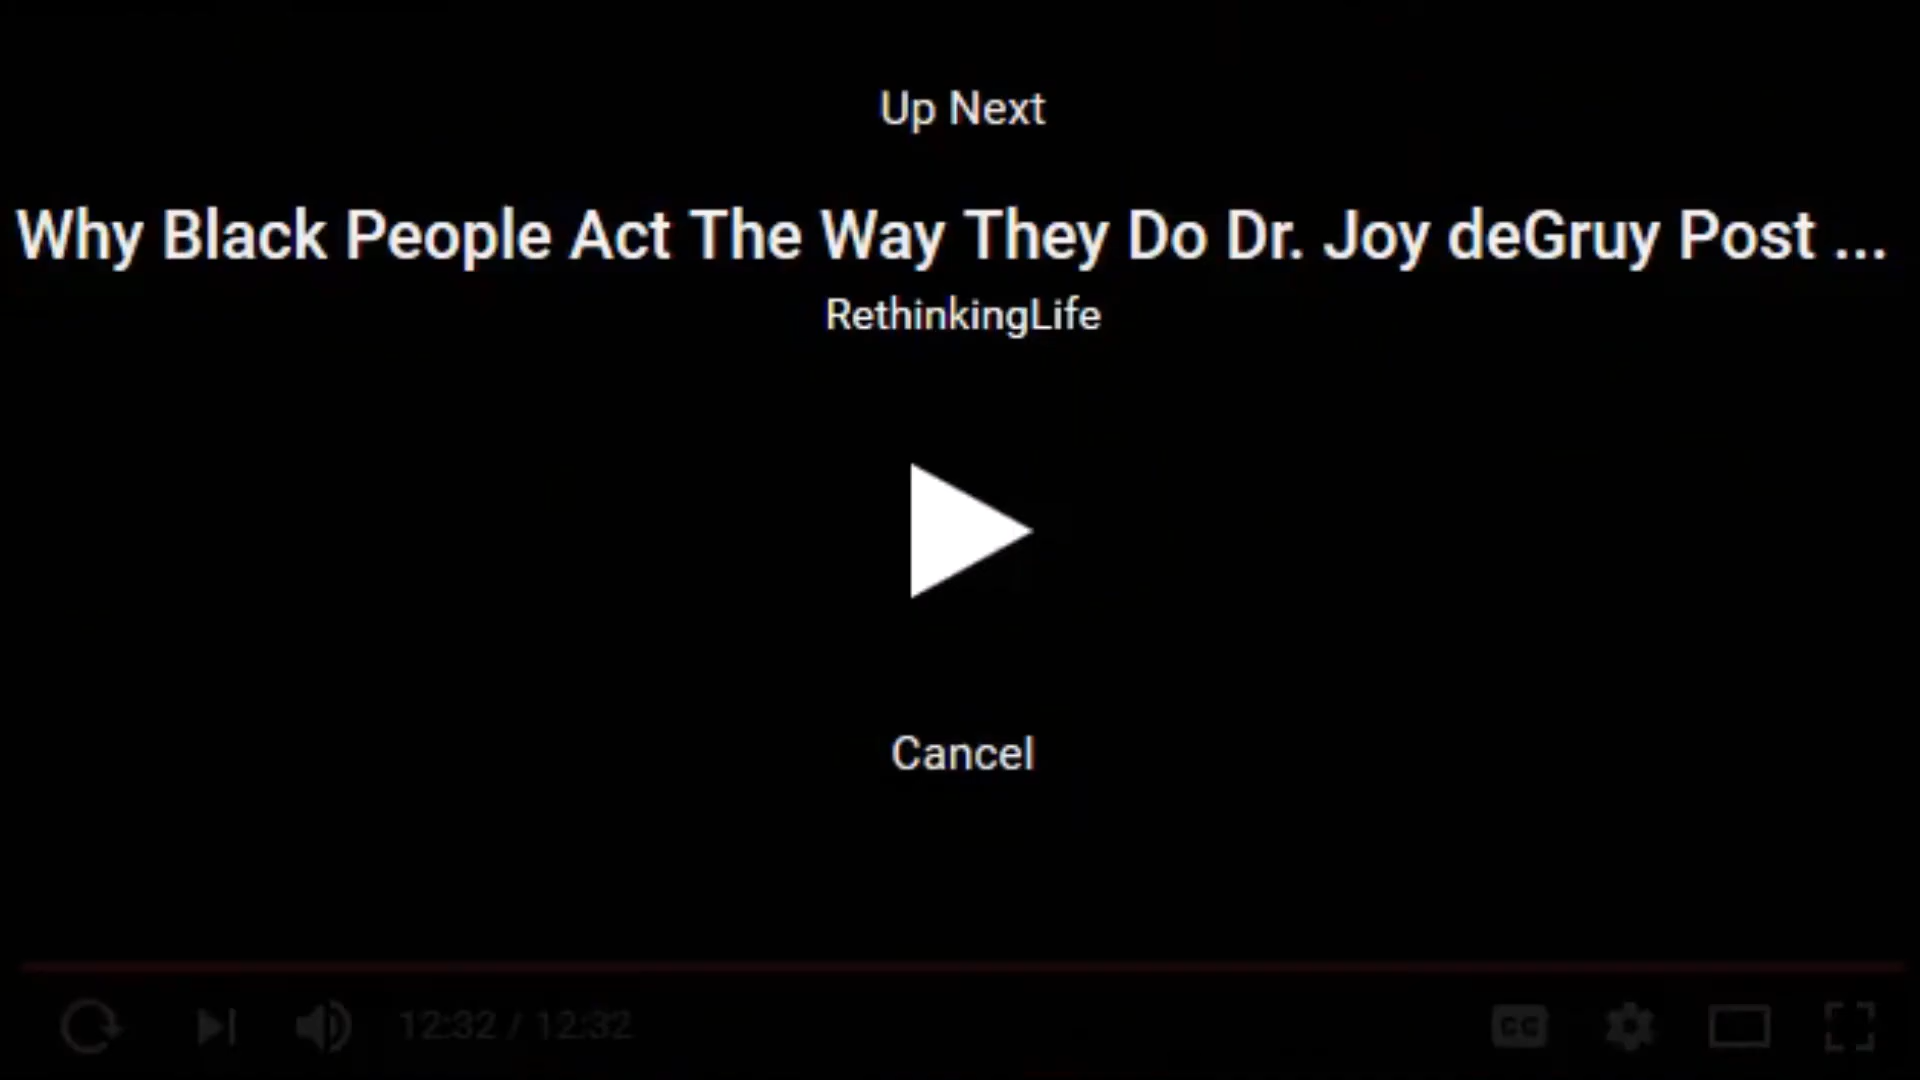 Up Next
Why Black People Act The Way They Do Dr. Joy deGruy Post ...
RethinkingLife
Cancel
12:32 / 12:32
CC